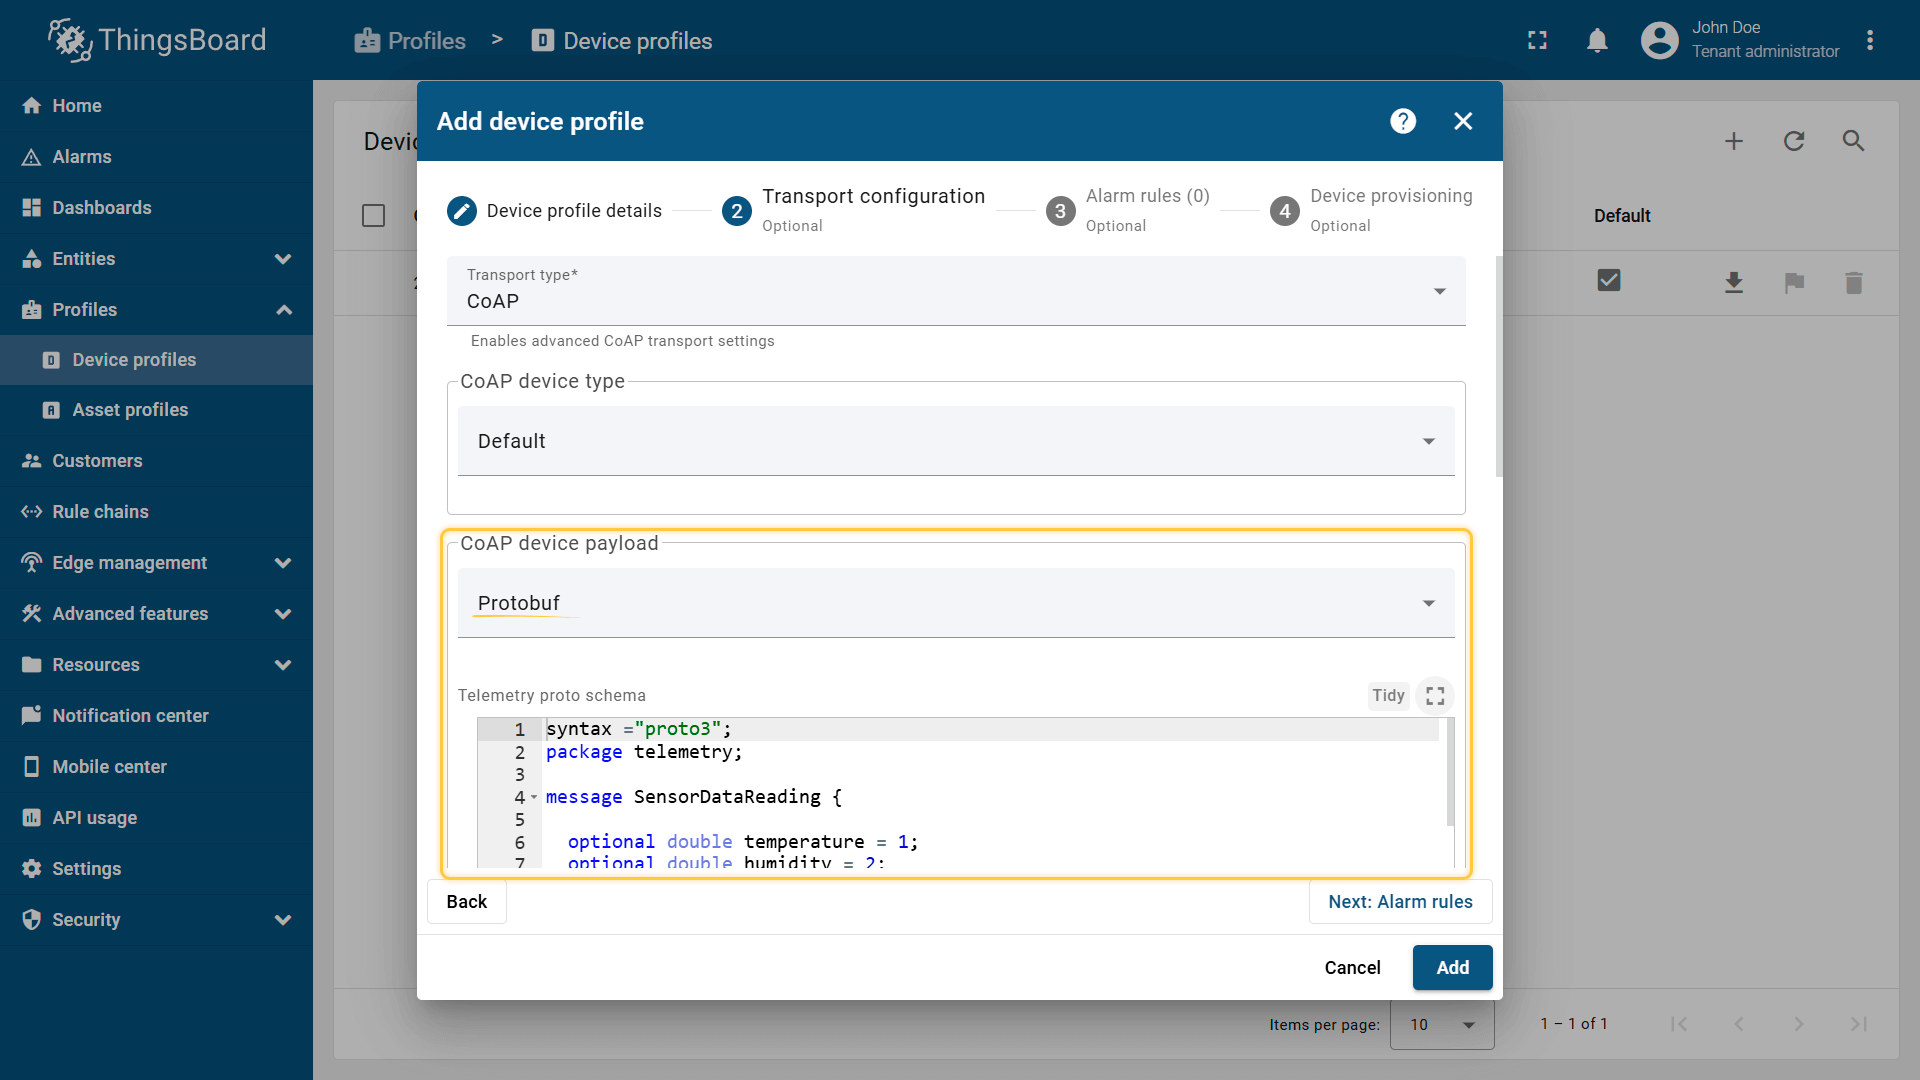 ThingsBoard
Profiles > Device profiles
John Doe
Tenant administrator
Home
Alarms
Dashboards
Entities
Profiles
Device profiles
Asset profiles
Customers
Rule chains
Edge management
Advanced features
Resources
Notification center
Mobile center
API usage
Settings
Security
Default
Add device profile
Device profile details
2 Transport configuration
Optional
3 Alarm rules (0)
Optional
4 Device provisioning
Optional
Transport type*
CoAP
Enables advanced CoAP transport settings
CoAP device type
Default
CoAP device payload
Protobuf
Telemetry proto schema
Tidy
1 syntax ="proto3";
2 package telemetry;
3
4 message SensorDataReading {
5
6 optional double temperature = 1;
7 optional double humidity = 2;
Back
Next: Alarm rules
Cancel
Add
Items per page: 10
1 – 1 of 1